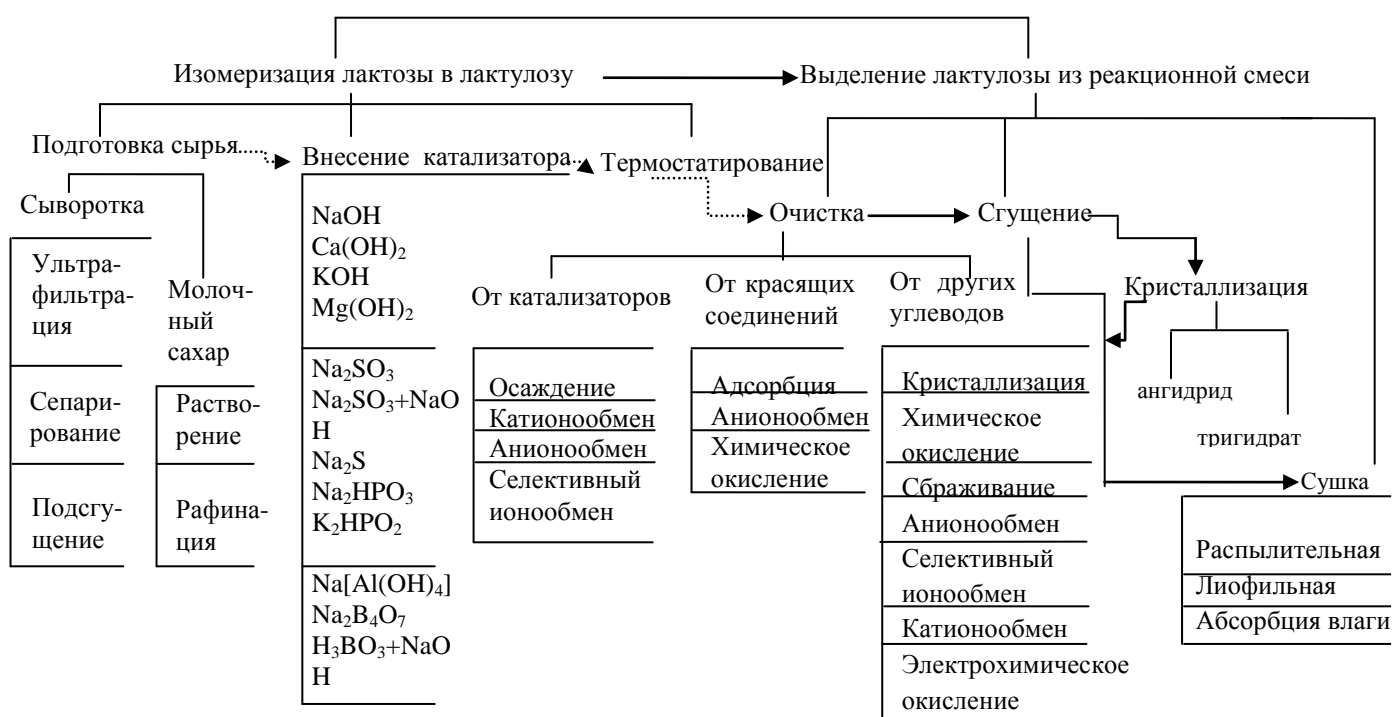 Изомеризация лактозы в лактулозу
Выделение лактулозы из реакционной смеси
Подготовка сырья
Внесение катализатора
Термостатирование
Сыворотка
Ультра-
фильтра-
ция
Сепари-
рование
Подсгу-
щение
Молоч-
ный
сахар
Раство-
рение
Рафина-
ция
NaOH
Ca(OH)₂
KOH
Mg(OH)₂
Na₂SO₃
Na₂SO₃+NaO
H
Na₂S
Na₂HPO₃
K₂HPO₂
Na[Al(OH)₄]
Na₂B₄O₇
H₃BO₃+NaO
H
Очистка
Сгущение
От катализаторов
Осаждение
Катионообмен
Анионообмен
Селективный
ионообмен
От красящих
соединений
Адсорбция
Анионообмен
Химическое
окисление
От других
углеводов
Кристаллизация
Химическое
окисление
Сбраживание
Анионообмен
Селективный
ионообмен
Катионообмен
Электрохимическое
окисление
Кристаллизация
ангидрид
тригидрат
Сушка
Распылительная
Лиофильная
Абсорбция влаги